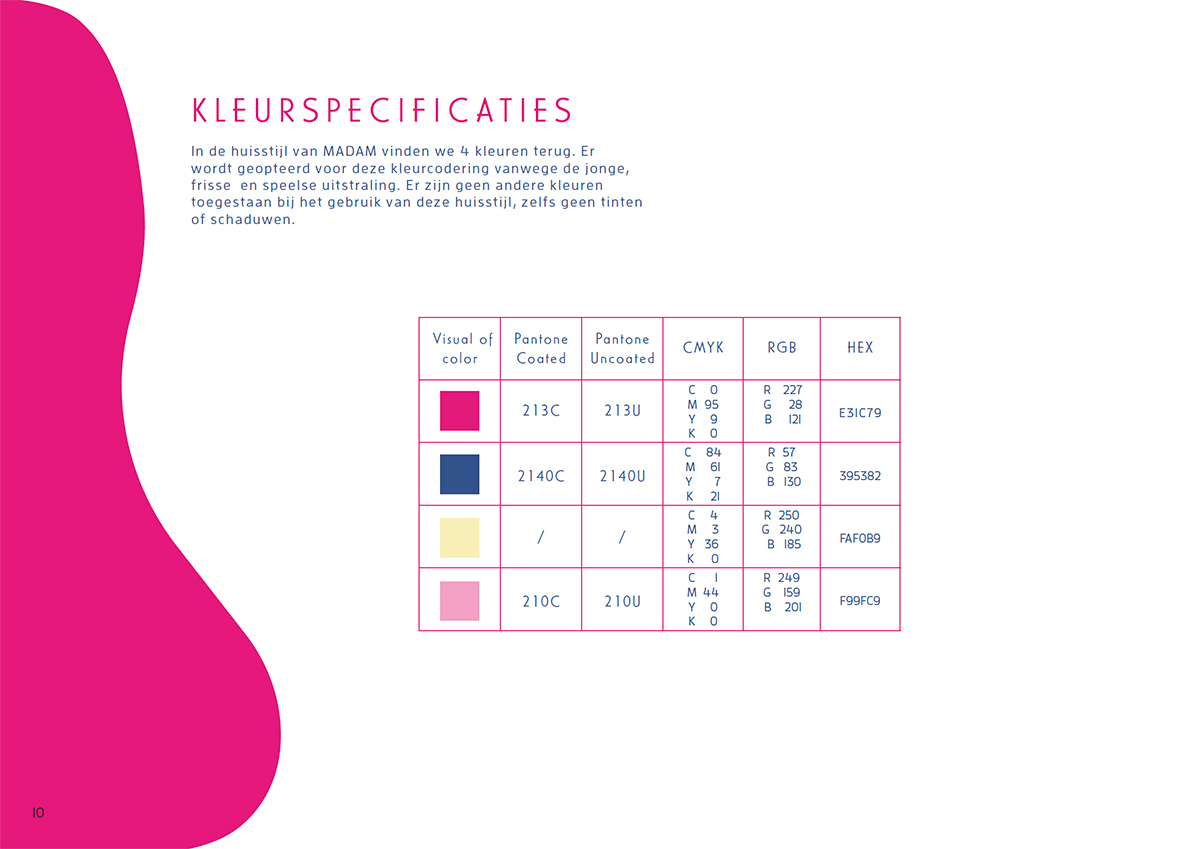 KLEURSPECIFICATIES
In de huisstijl van MADAM vinden we 4 kleuren terug. Er
wordt geopteerd voor deze kleurcodering vanwege de jonge,
frisse en speelse uitstraling. Er zijn geen andere kleuren
toegestaan bij het gebruik van deze huisstijl, zelfs geen tinten
of schaduwen.
Visual of color Pantone Coated Pantone Uncoated CMYK RGB HEX
213C 213U C 0 M 95 Y 9 K 0 R 227 G 28 B 121 E31C79
2140C 2140U C 84 M 61 Y 7 K 21 R 57 G 83 B 130 395382
/ / C 4 M 3 Y 36 K 0 R 250 G 240 B 185 FAF0B9
210C 210U C 1 M 44 Y 0 K 0 R 249 G 159 B 201 F99FC9
10